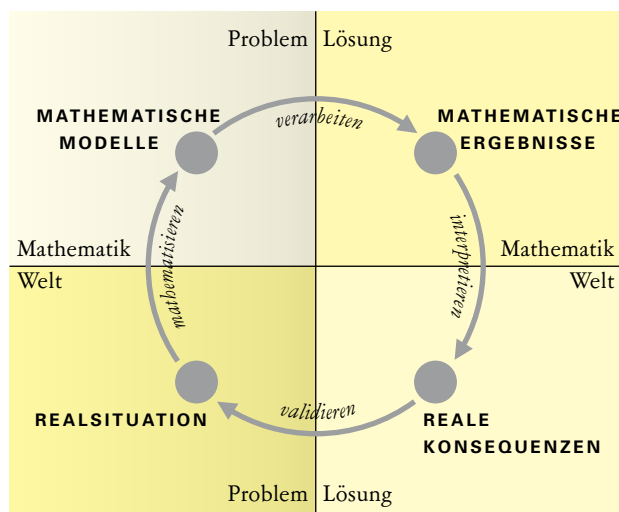 Problem Lösung
MATHEMATISCHE
MODELLE
verarbeiten
MATHEMATISCHE
ERGEBNISSE
mathematisieren
interpretieren
Mathematik
Welt
Mathematik
Welt
validieren
REALSITUATION
REALE
KONSEQUENZEN
Problem Lösung